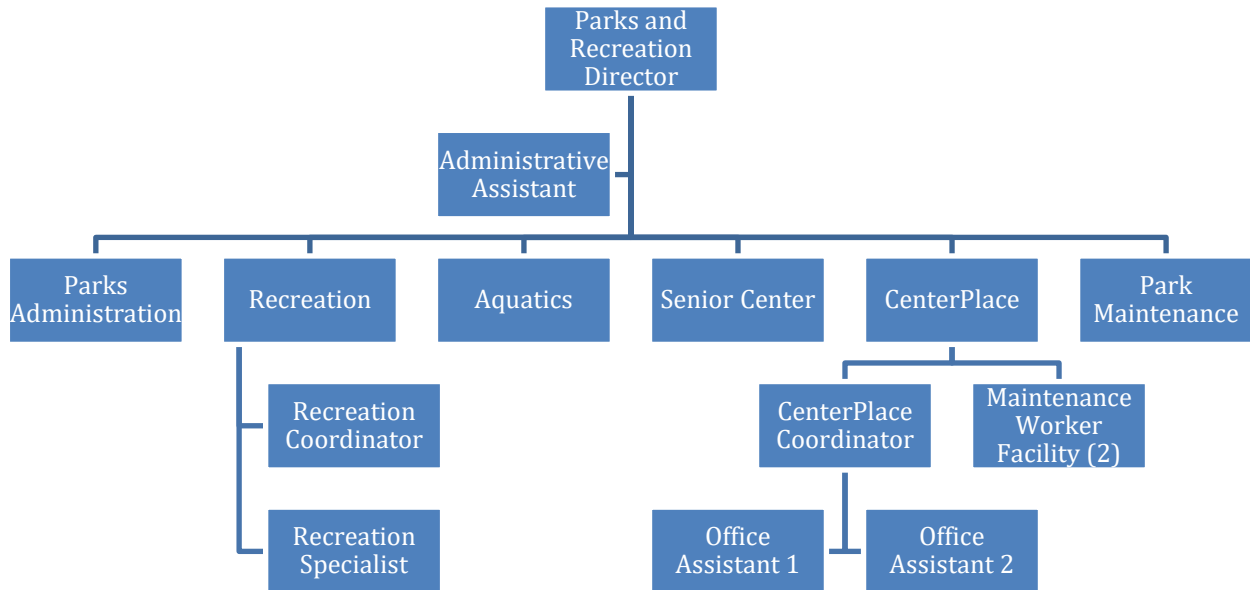 Parks and
Recreation
Director
Administrative
Assistant
Parks
Administration
Recreation
Aquatics
Senior Center
CenterPlace
Park
Maintenance
Recreation
Coordinator
CenterPlace
Coordinator
Maintenance
Worker
Facility (2)
Recreation
Specialist
Office
Assistant 1
Office
Assistant 2